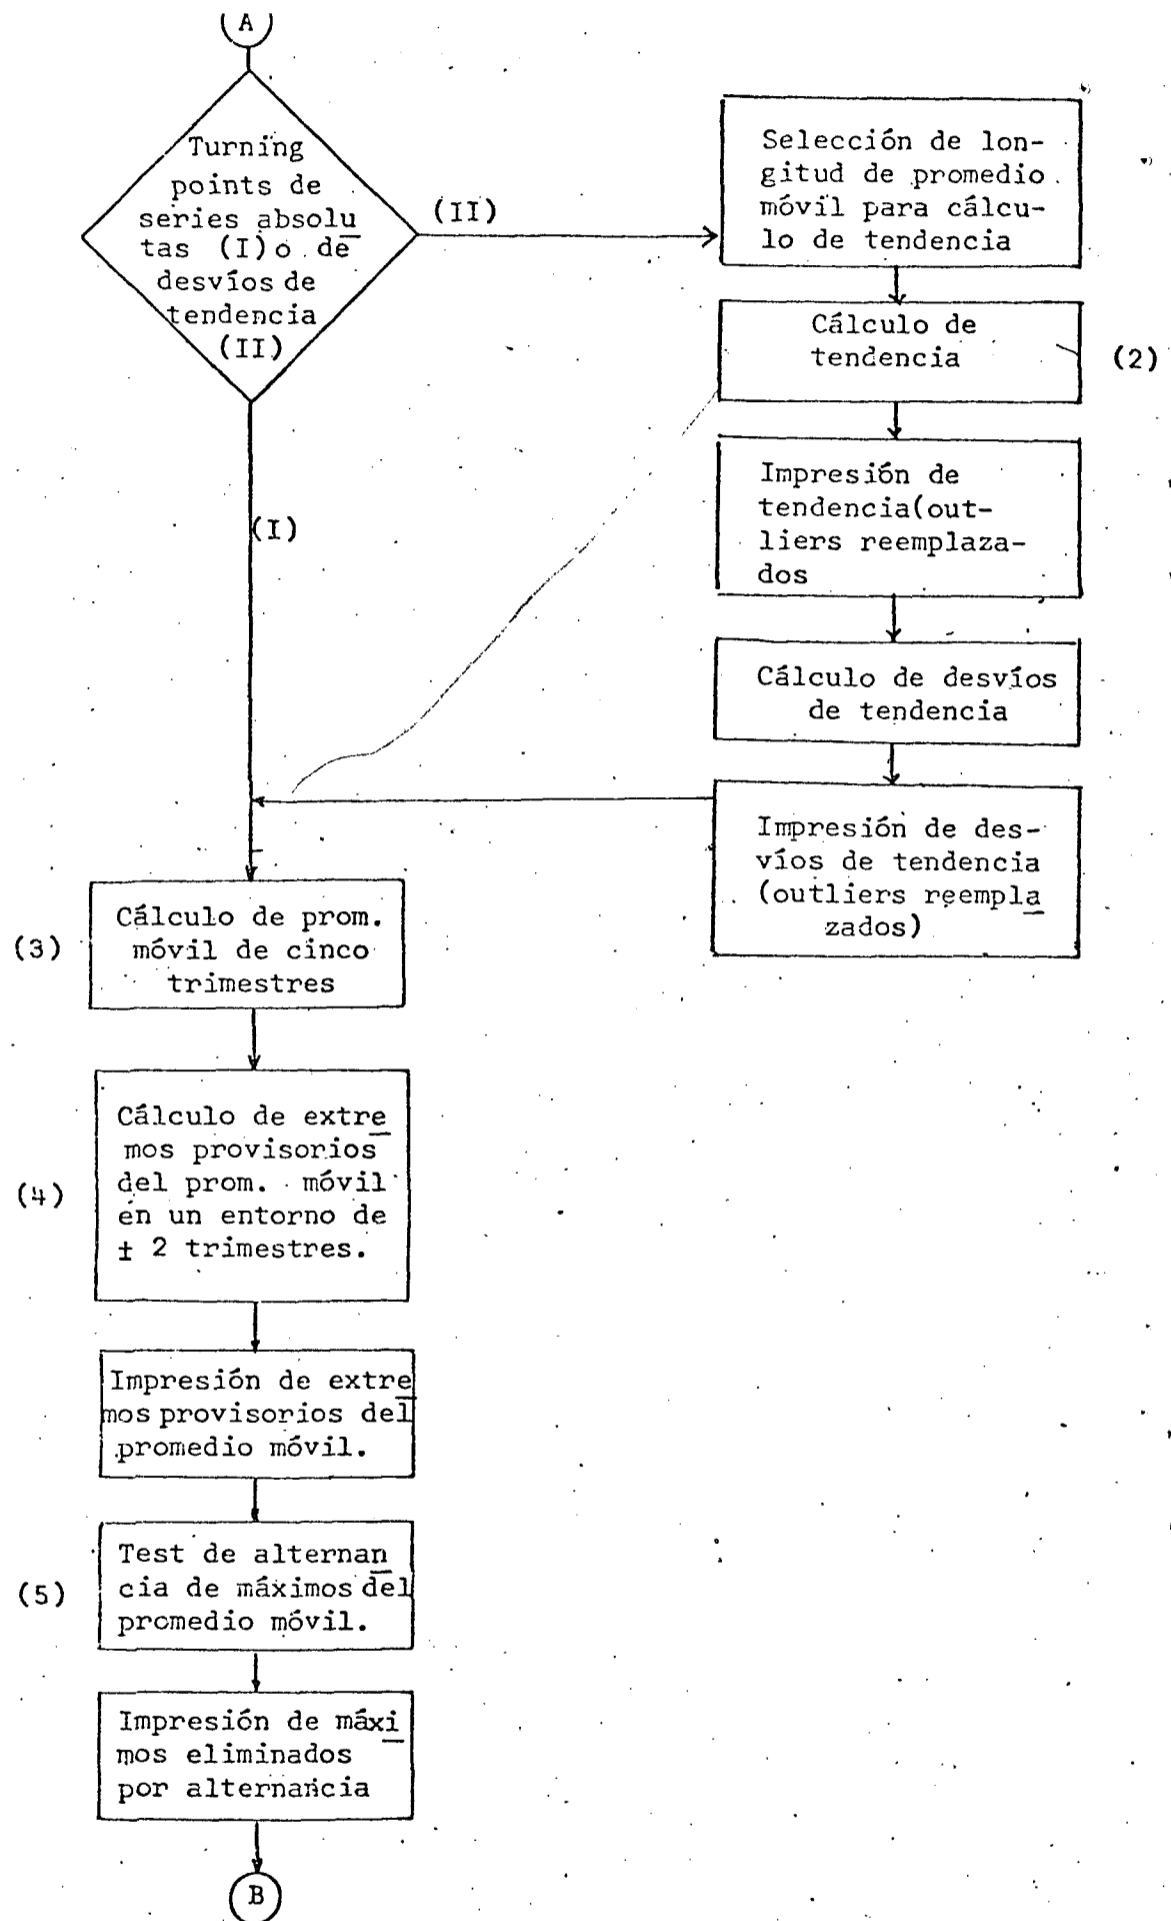 A
Turning
points de
series absolu
tas (I) o de
desvíos de
tendencia
(II)
(II)
(I)
Selección de lon-
gitud de promedio
móvil para cálcu-
lo de tendencia
Cálculo de
tendencia
(2)
Impresión de
tendencia(out-
liers reemplaza-
dos
Cálculo de desvíos
de tendencia
Impresión de des-
víos de tendencia
(outliers reempla
zados)
(3)
Cálculo de prom.
móvil de cinco
trimestres
(4)
Cálculo de extre
mos provisorios
del prom. móvil
en un entorno de
± 2 trimestres.
Impresión de extre
mos provisorios del
promedio móvil.
(5)
Test de alternan
cia de máximos del
promedio móvil.
Impresión de máxi
mos eliminados
por alternancia
B